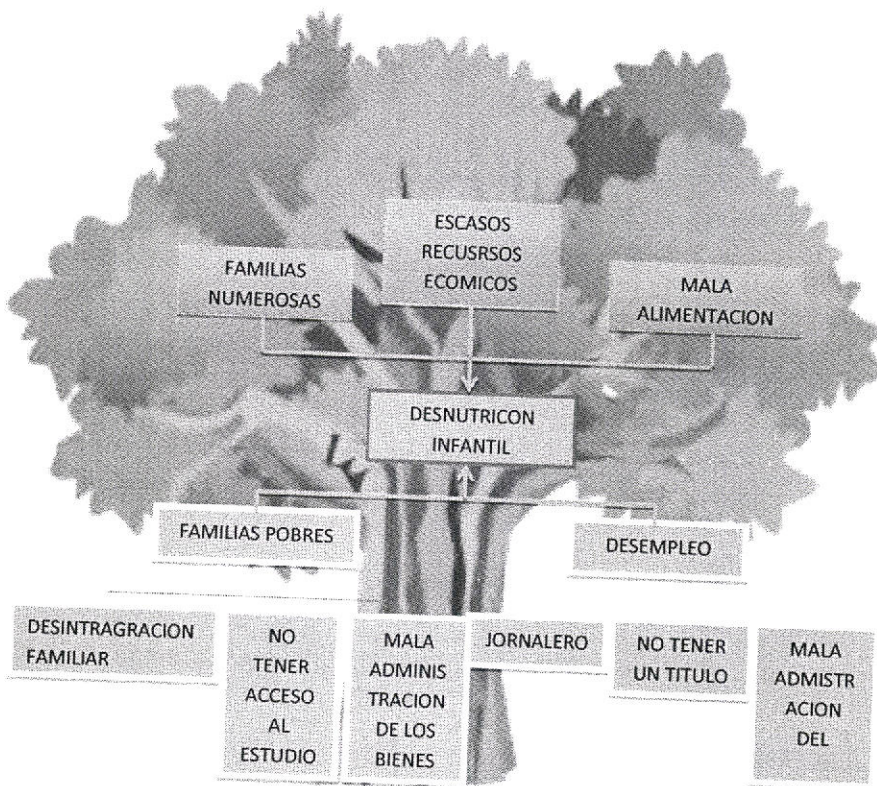 ESCASOS
RECUSRSOS
ECOMICOS
FAMILIAS
NUMEROSAS
MALA
ALIMENTACION
DESNUTRICON
INFANTIL
FAMILIAS POBRES
DESEMPLEO
DESINTRAGRACION
FAMILIAR
NO
TENER
ACCESO
AL
ESTUDIO
MALA
ADMINIS
TRACION
DE LOS
BIENES
JORNALERO
NO TENER
UN TITULO
MALA
ADMISTR
ACION
DEL